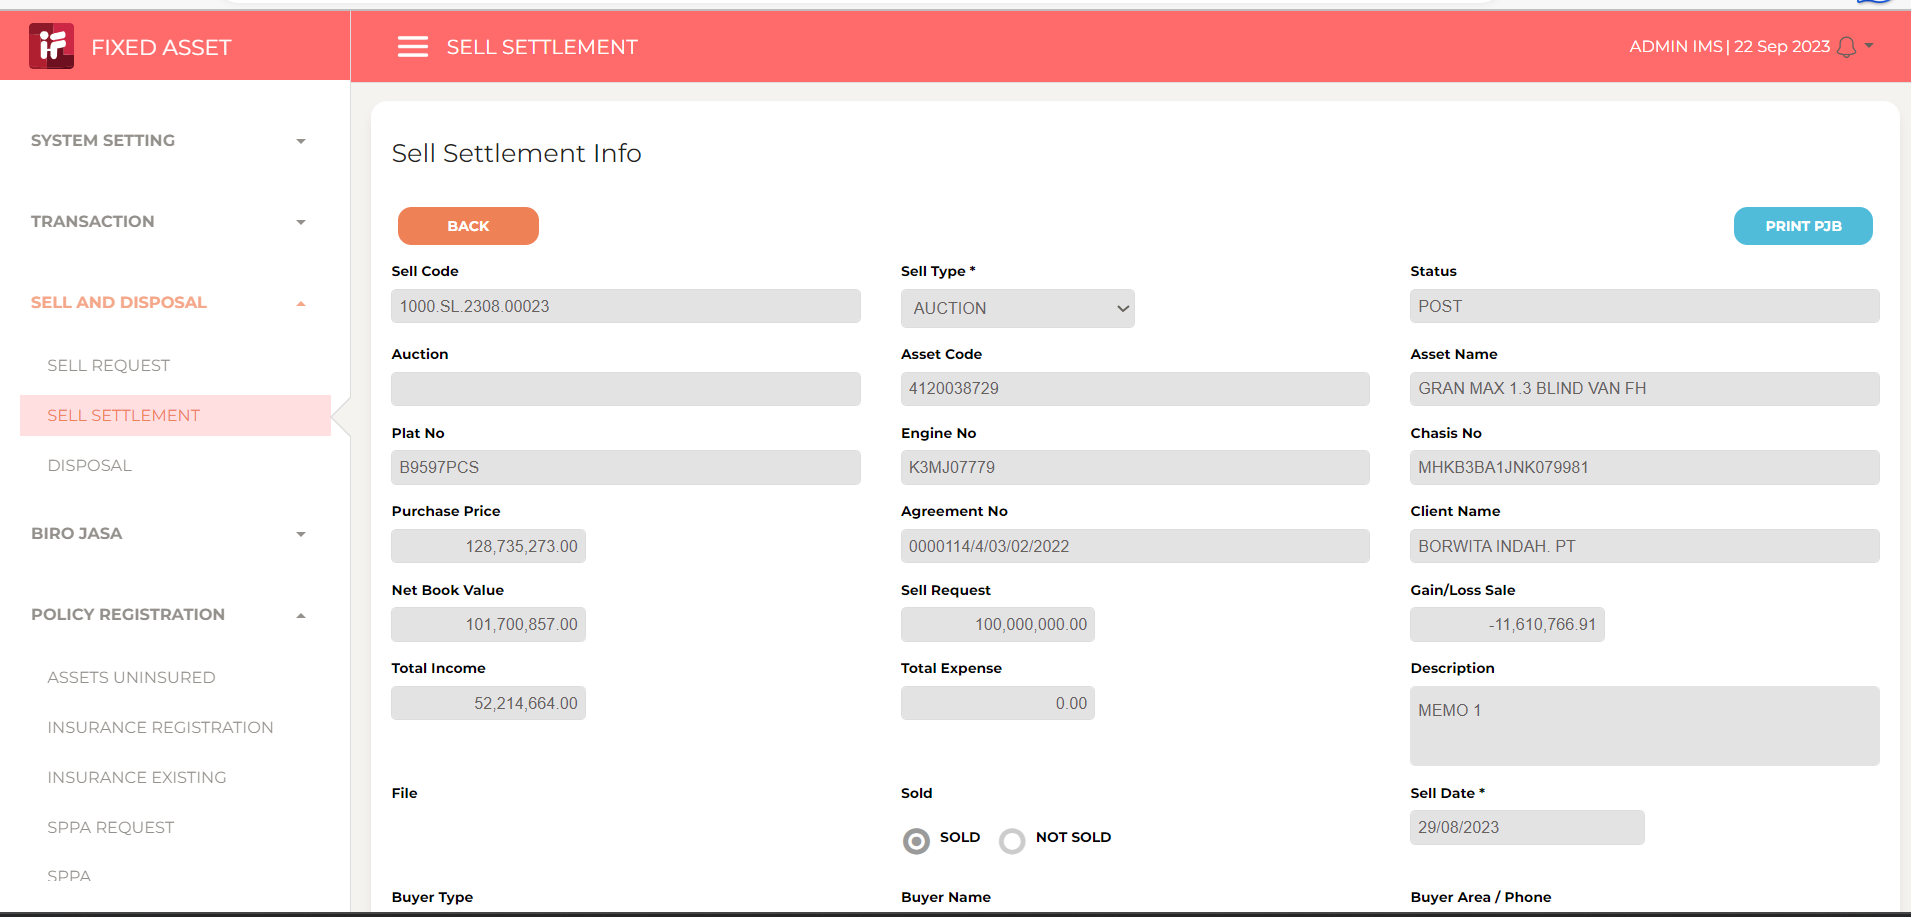 FIXED ASSET
SELL SETTLEMENT
ADMIN IMS | 22 Sep 2023
SYSTEM SETTING
TRANSACTION
SELL AND DISPOSAL
SELL REQUEST
SELL SETTLEMENT
DISPOSAL
BIRO JASA
POLICY REGISTRATION
ASSETS UNINSURED
INSURANCE REGISTRATION
INSURANCE EXISTING
SPPA REQUEST
SPPA
Sell Settlement Info
BACK
PRINT PJB
Sell Code
1000.SL.2308.00023
Sell Type *
AUCTION
Status
POST
Auction
Asset Code
4120038729
Asset Name
GRAN MAX 1.3 BLIND VAN FH
Plat No
B9597PCS
Engine No
K3MJ07779
Chasis No
MHKB3BA1JNK079981
Purchase Price
128,735,273.00
Agreement No
0000114/4/03/02/2022
Client Name
BORWITA INDAH. PT
Net Book Value
101,700,857.00
Sell Request
100,000,000.00
Gain/Loss Sale
-11,610,766.91
Total Income
52,214,664.00
Total Expense
0.00
Description
MEMO 1
File
Sold
SOLD
NOT SOLD
Sell Date *
29/08/2023
Buyer Type
Buyer Name
Buyer Area / Phone